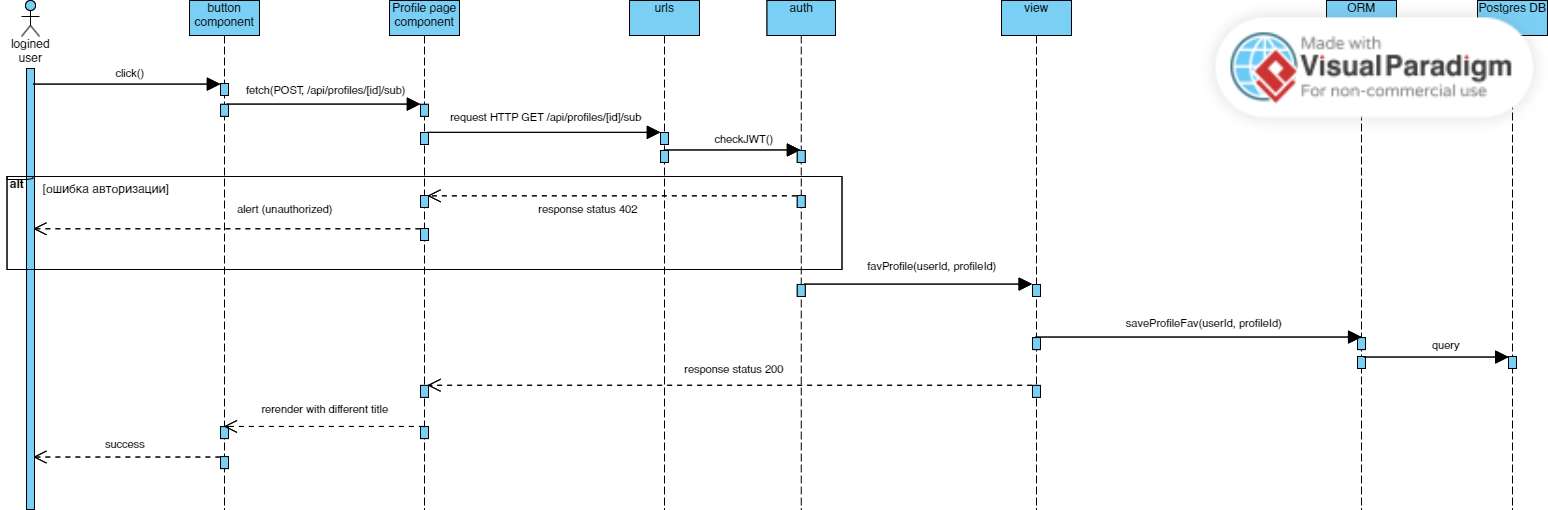 logined
user
button
component
Profile page
component
urls
auth
view
ORM
Postgres DB
Made with
VisualParadigm
For non-commercial use
click()
fetch(POST, /api/profiles/[id]/sub)
request HTTP GET /api/profiles/[id]/sub
checkJWT()
alt
[ошибка авторизации]
response status 402
alert (unauthorized)
favProfile(userId, profileId)
saveProfileFav(userId, profileId)
query
response status 200
rerender with different title
success